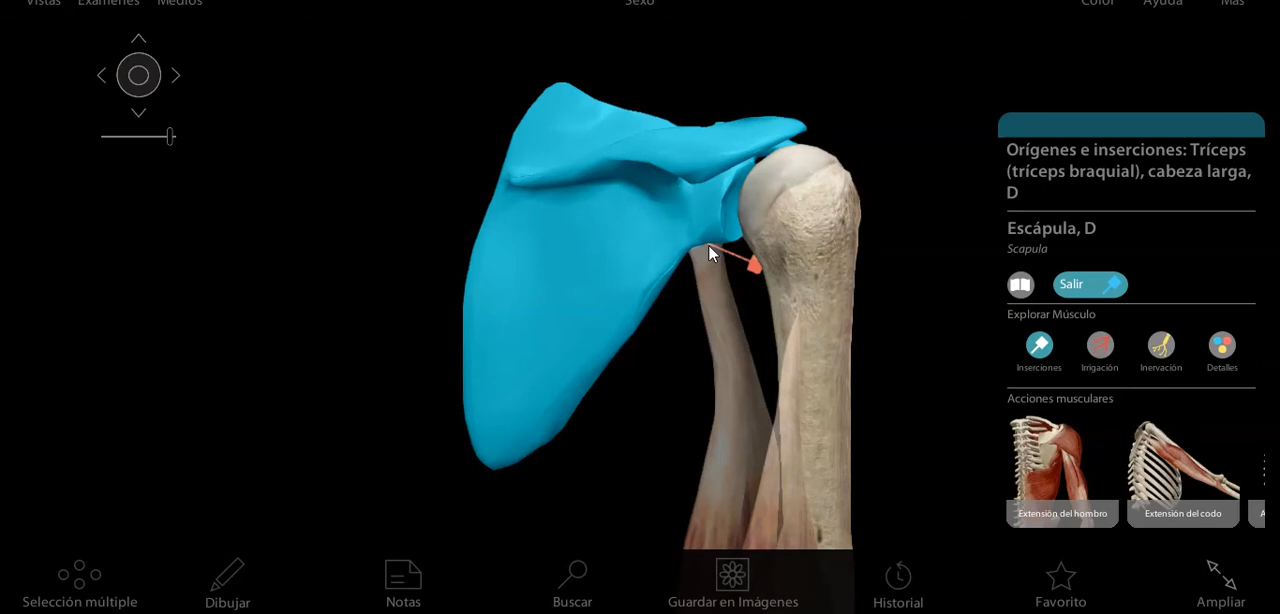 Vistas Exámenes Medios Sexo Color Ayuda Más
Orígenes e inserciones: Tríceps
(tríceps braquial), cabeza larga,
D
Escápula, D
Scapula
Salir
Explorar Músculo
Inserciones Irrigación Inervación Detalles
Acciones musculares
Extensión del hombro Extensión del codo A
Selección múltiple Dibujar Notas Buscar Guardar en Imágenes Historial Favorito Ampliar